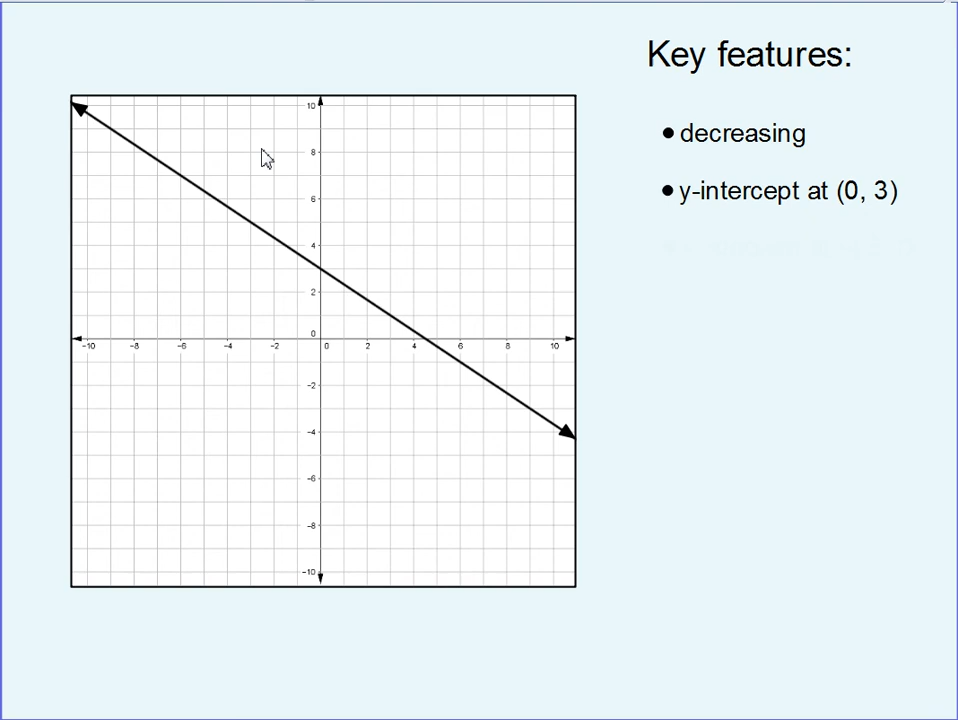 Key features:
• decreasing
• y-intercept at (0, 3)
10
8
6
4
2
0
−10 −8 −6 −4 −2 0 2 4 6 8 10
−2
−4
−6
−8
−10